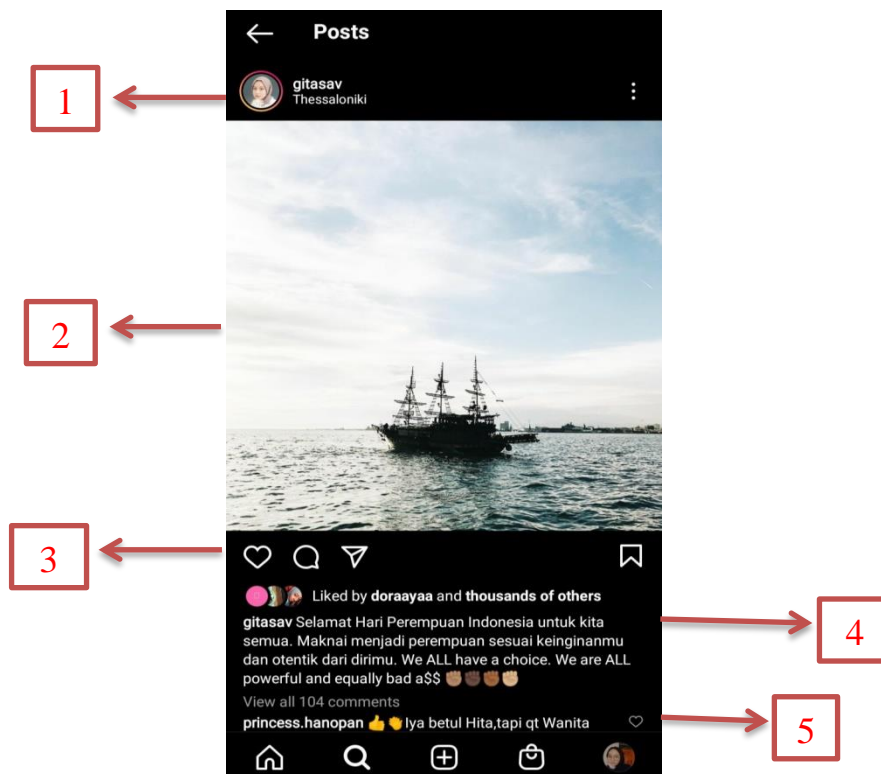 Posts
1
gitasav
Thessaloniki
2
3
Liked by doraayaa and thousands of others
4
gitasav Selamat Hari Perempuan Indonesia untuk kita
semua. Maknai menjadi perempuan sesuai keinginanmu
dan otentik dari dirimu. We ALL have a choice. We are ALL
powerful and equally bad a$$ ✊🏽✊🏿✊🏾✊🏼
View all 104 comments
princess.hanopan 👍👏Iya betul Hita,tapi qt Wanita
5